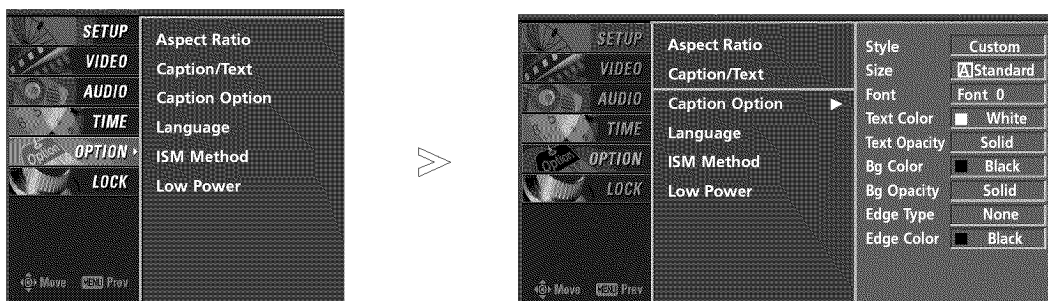 SETUP
VIDEO
AUDIO
TIME
OPTION
LOCK
Move MENU Prev
Aspect Ratio
Caption/Text
Caption Option
Language
ISM Method
Low Power
SETUP
VIDEO
AUDIO
TIME
OPTION
LOCK
Move MENU Prev
Aspect Ratio
Caption/Text
Caption Option
Language
ISM Method
Low Power
Style Custom
Size A Standard
Font Font 0
Text Color White
Text Opacity Solid
Bg Color Black
Bg Opacity Solid
Edge Type None
Edge Color Black